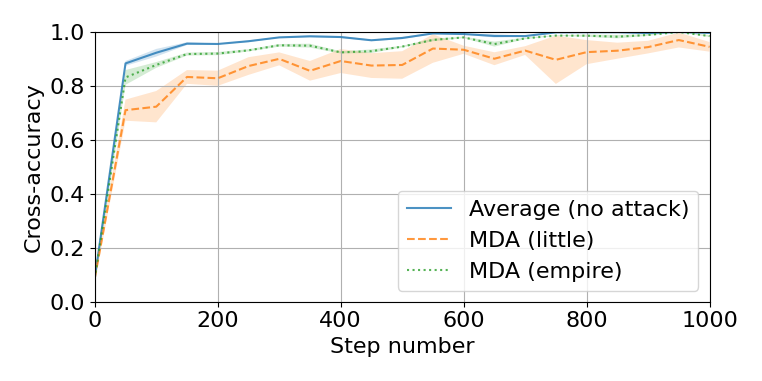 1.0
0.8
0.6
0.4
0.2
0.0
Cross-accuracy
Average (no attack)
MDA (little)
MDA (empire)
0 200 400 600 800 1000
Step number